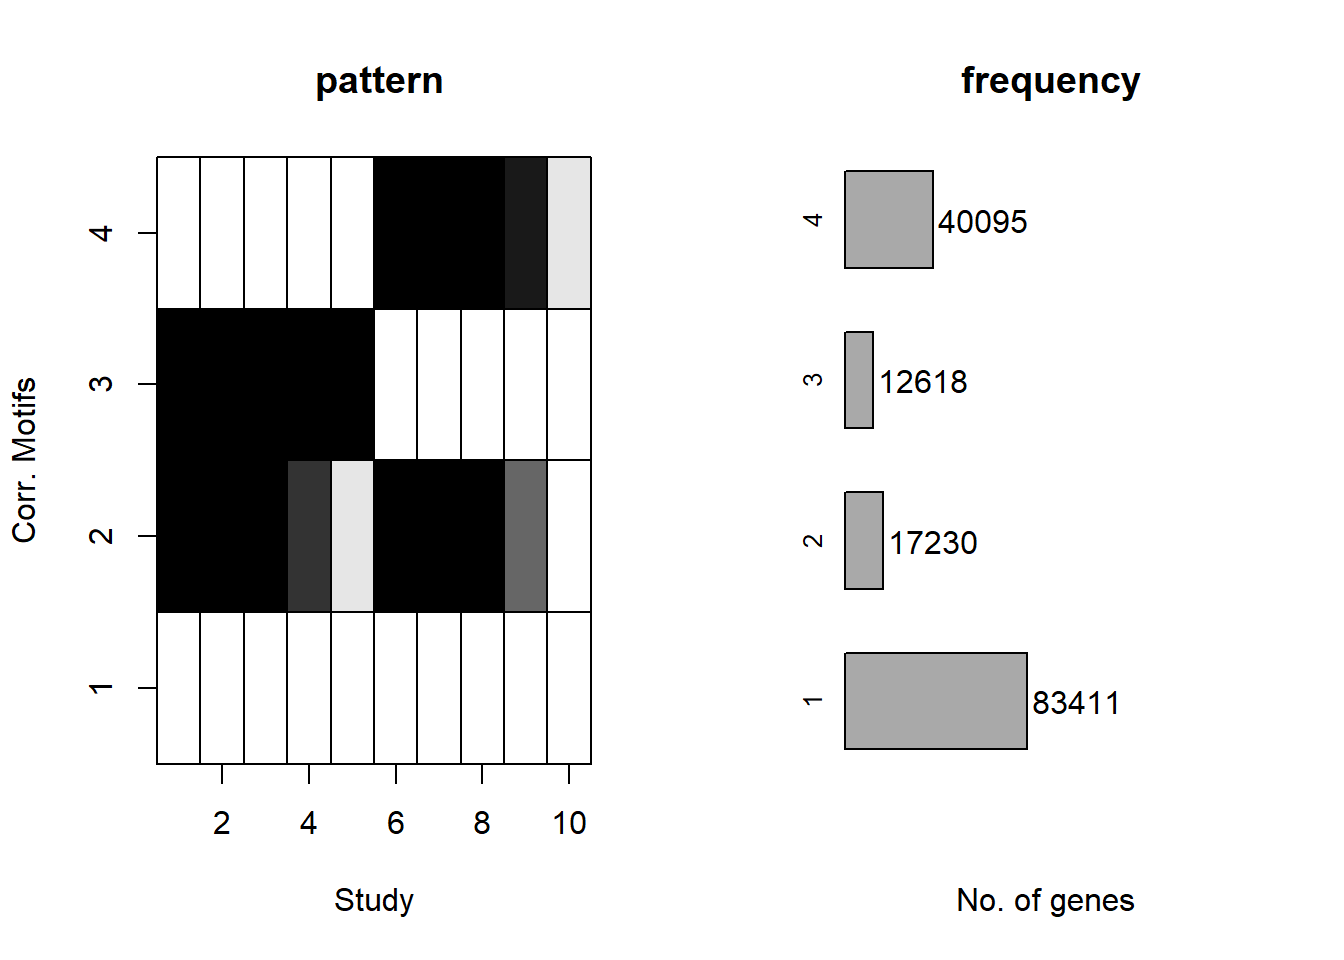 pattern
Corr. Motifs
4
3
2
1
2 4 6 8 10
Study
frequency
4 40095
3 12618
2 17230
1 83411
No. of genes